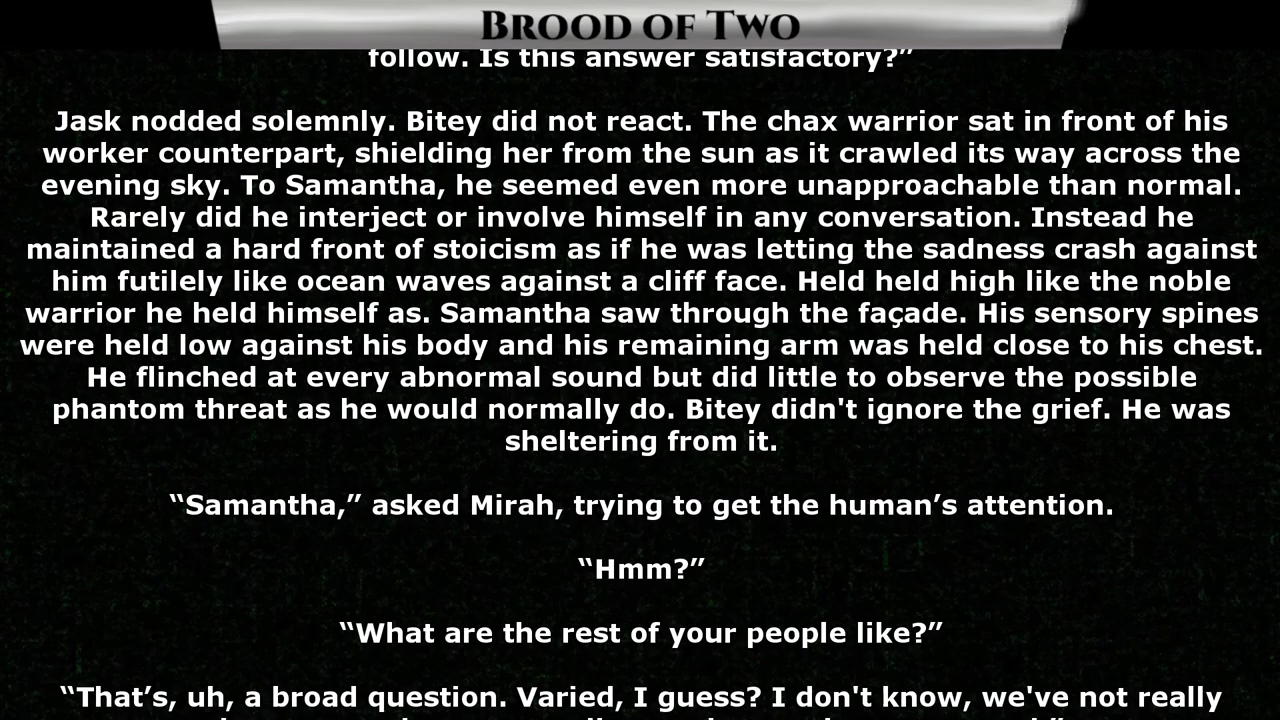 Brood of Two
follow. Is this answer satisfactory?”
Jask nodded solemnly. Bitey did not react. The chax warrior sat in front of his
worker counterpart, shielding her from the sun as it crawled its way across the
evening sky. To Samantha, he seemed even more unapproachable than normal.
Rarely did he interject or involve himself in any conversation. Instead he
maintained a hard front of stoicism as if he was letting the sadness crash against
him futilely like ocean waves against a cliff face. Held held high like the noble
warrior he held himself as. Samantha saw through the façade. His sensory spines
were held low against his body and his remaining arm was held close to his chest.
He flinched at every abnormal sound but did little to observe the possible
phantom threat as he would normally do. Bitey didn't ignore the grief. He was
sheltering from it.
“Samantha,” asked Mirah, trying to get the human’s attention.
“Hmm?”
“What are the rest of your people like?”
“That’s, uh, a broad question. Varied, I guess? I don't know, we've not really